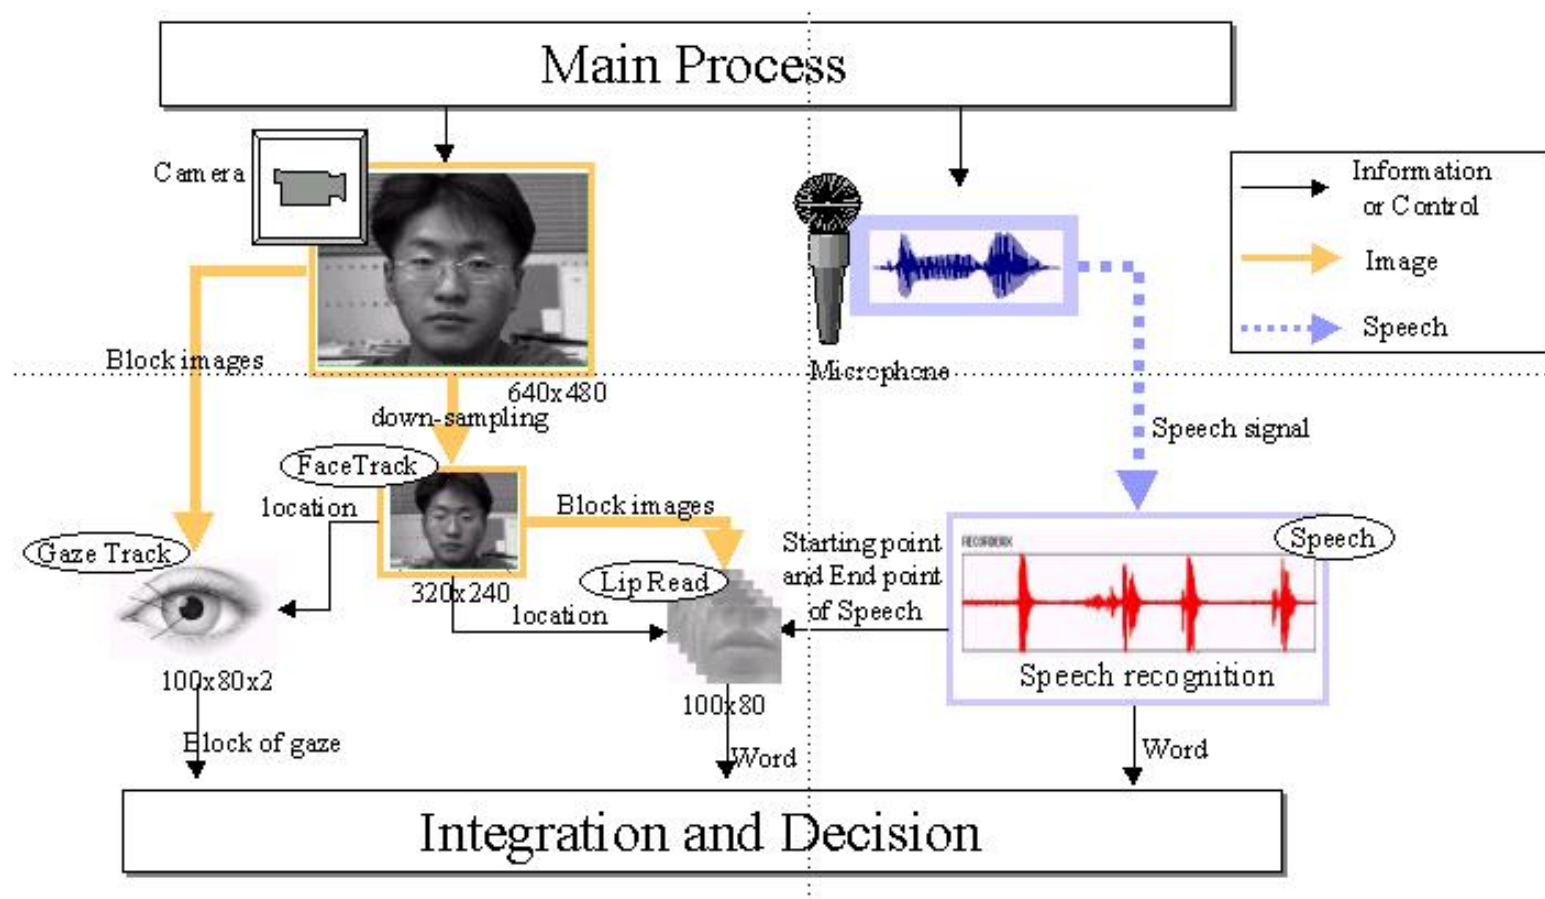 Main Process
Camera
Information
or Control
Image
Speech
Block images
640x480
Microphone
down-sampling
Speech signal
FaceTrack
location
Block images
Gaze Track
Starting point
and End point
of Speech
Speech
320x240
Lip Read
location
Speech recognition
100x80x2
100x80
Block of gaze
Word
Word
Integration and Decision